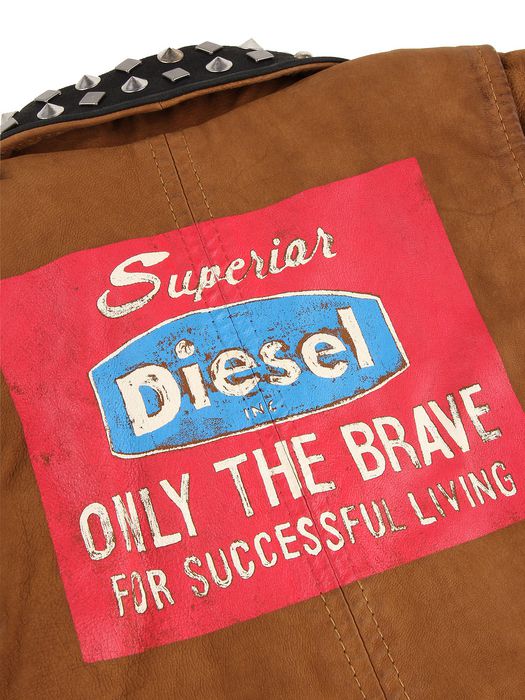 Superior
Diesel
INC.
ONLY THE BRAVE
FOR SUCCESSFUL LIVING